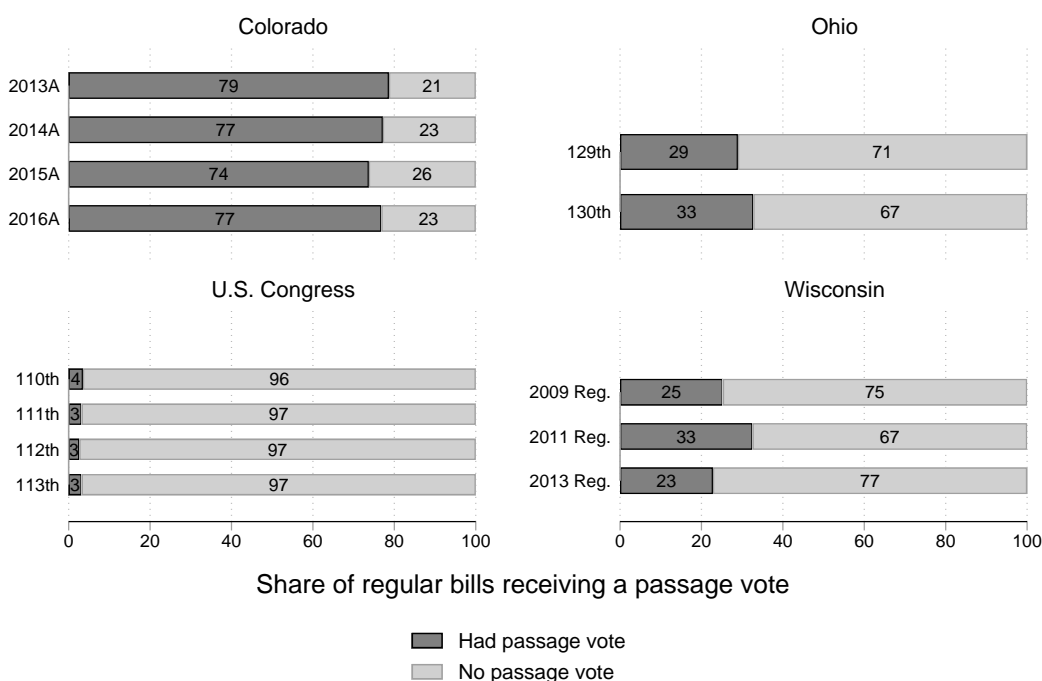 Colorado
2013A 79 21
2014A 77 23
2015A 74 26
2016A 77 23
Ohio
129th 29 71
130th 33 67
U.S. Congress
110th 4 96
111th 3 97
112th 3 97
113th 3 97
0 20 40 60 80 100
Wisconsin
2009 Reg. 25 75
2011 Reg. 33 67
2013 Reg. 23 77
0 20 40 60 80 100
Share of regular bills receiving a passage vote
Had passage vote
No passage vote